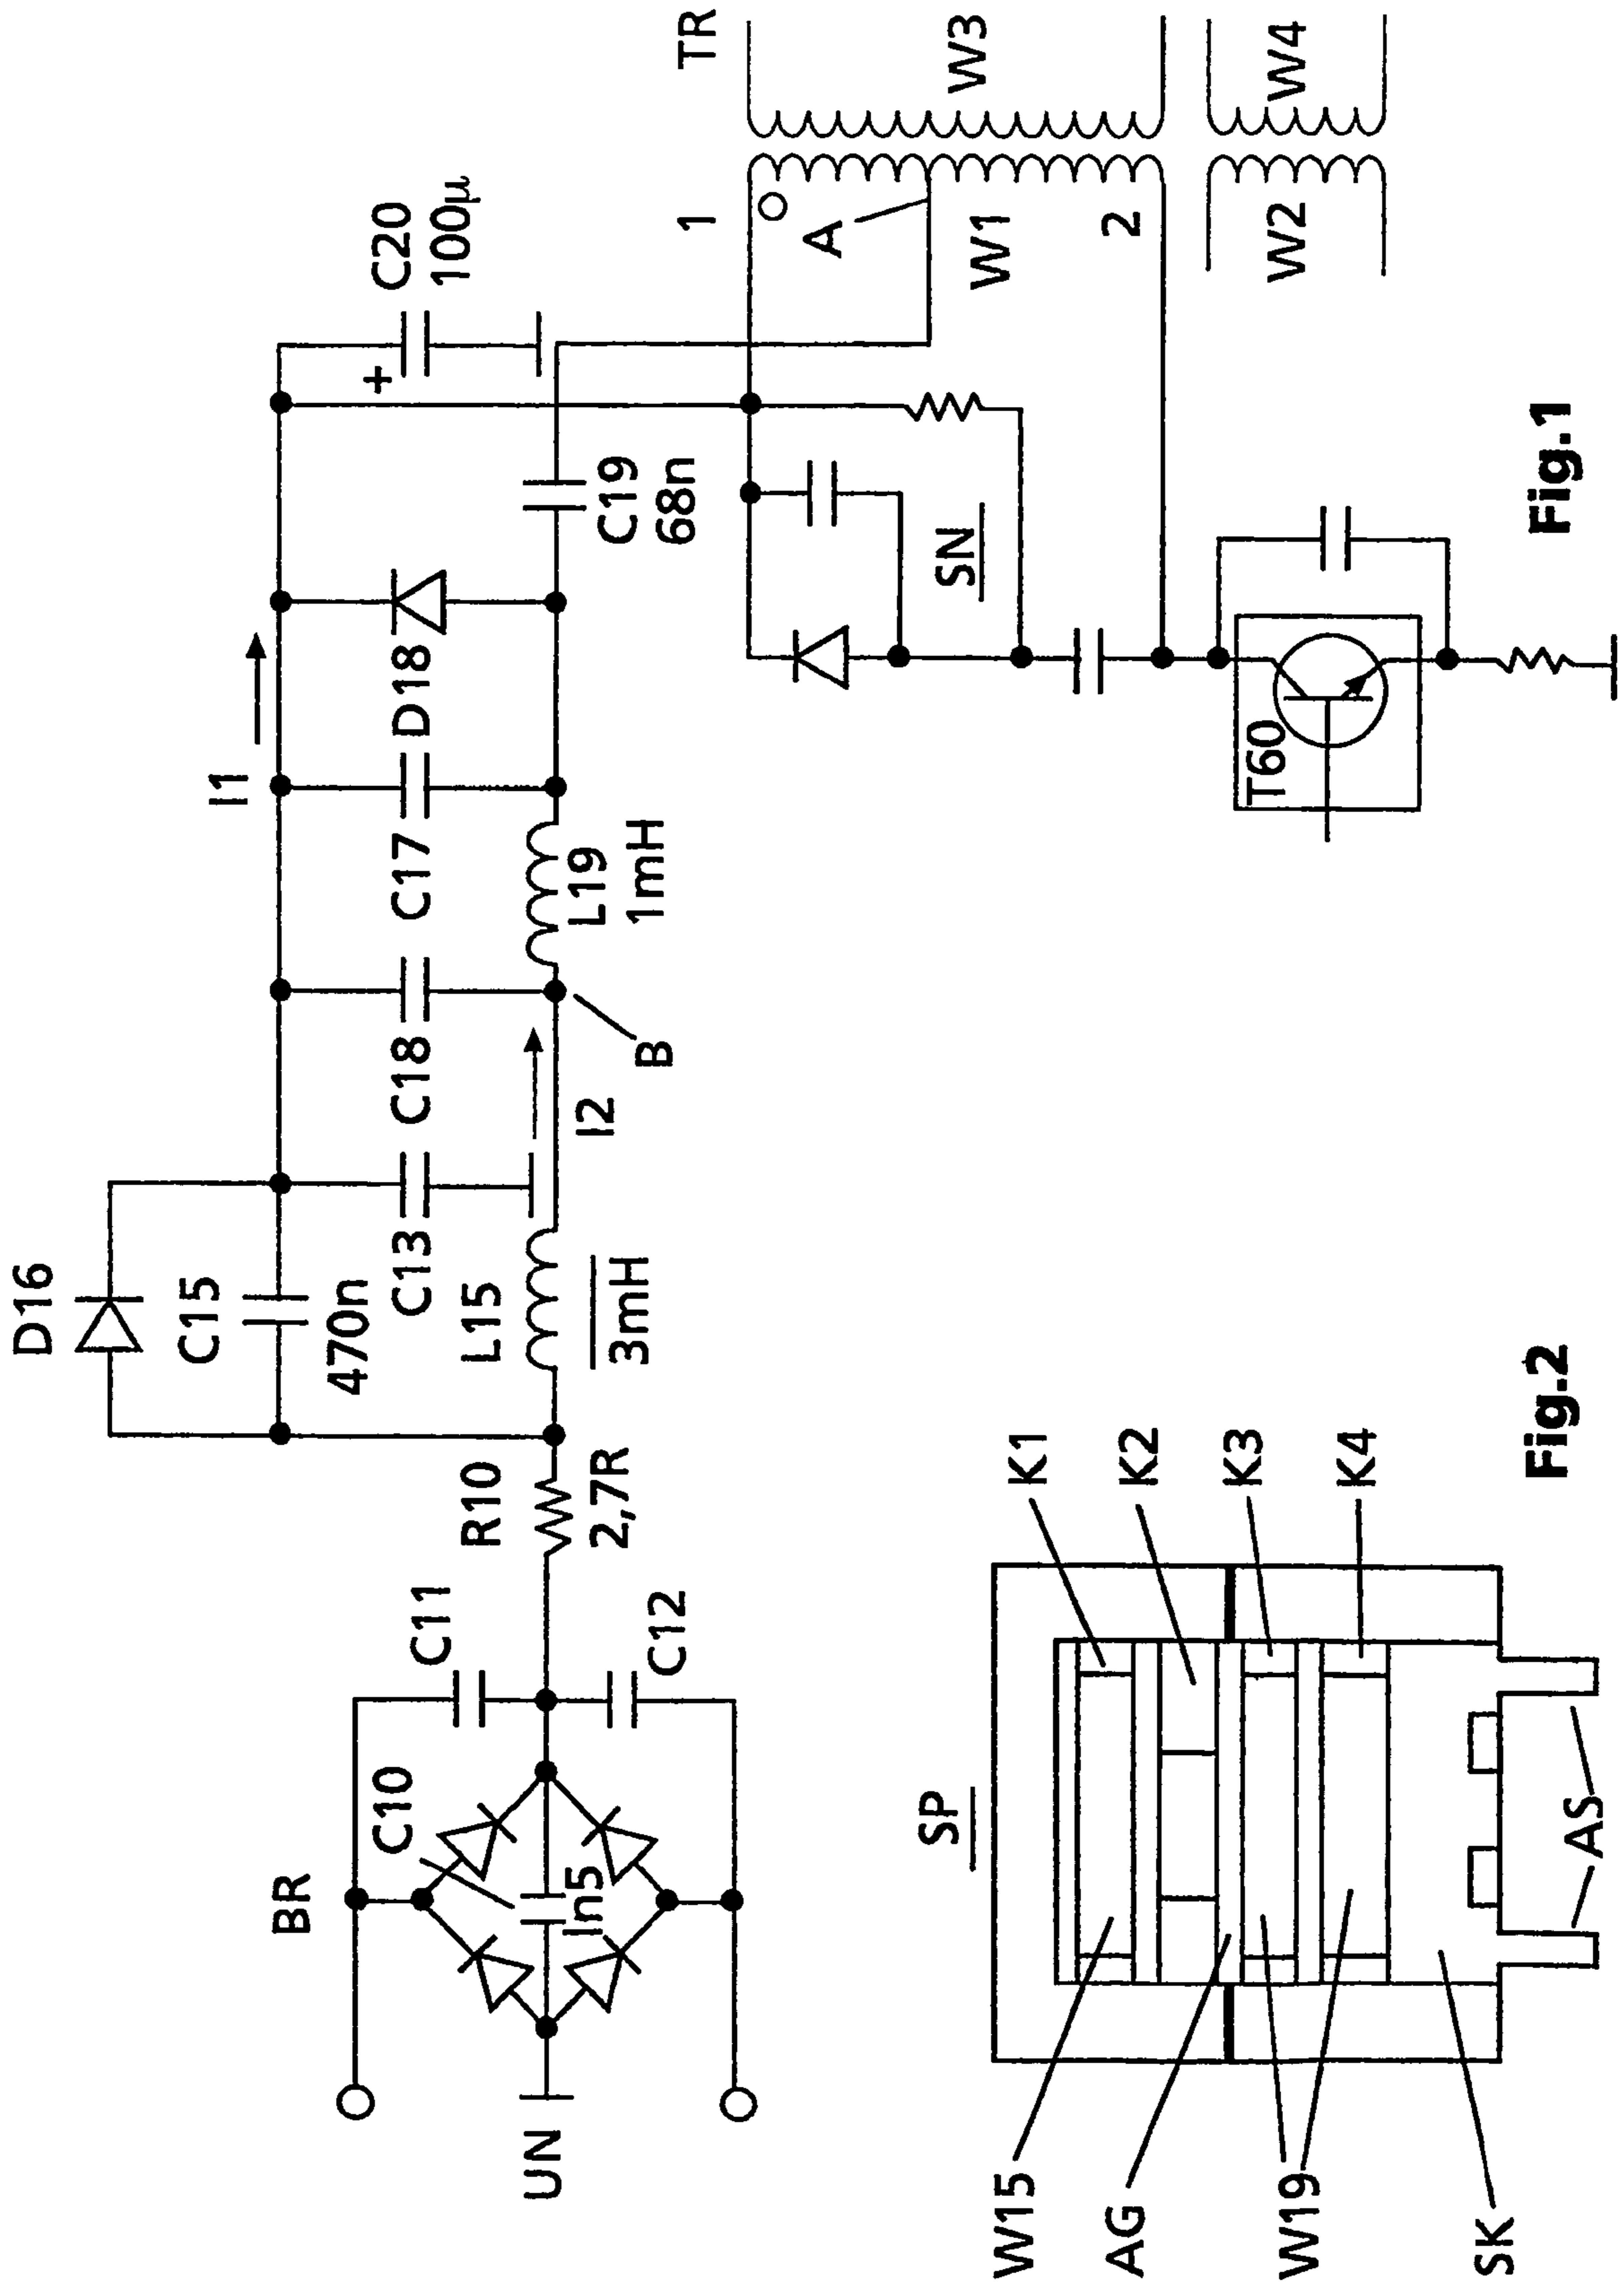 D16
C15
470n
I1
C20
100µ
+
TR
BR
C10
C11
R10
L15
C13
C18
C17
D18
1
A
W3
UN
1n5
C12
2,7R
3mH
I2
B
L19
1mH
C19
68n
SN
W1
2
W2
W4
T60
Fig.1
SP
W15
AG
W19
SK
K1
K2
K3
K4
AS
Fig.2